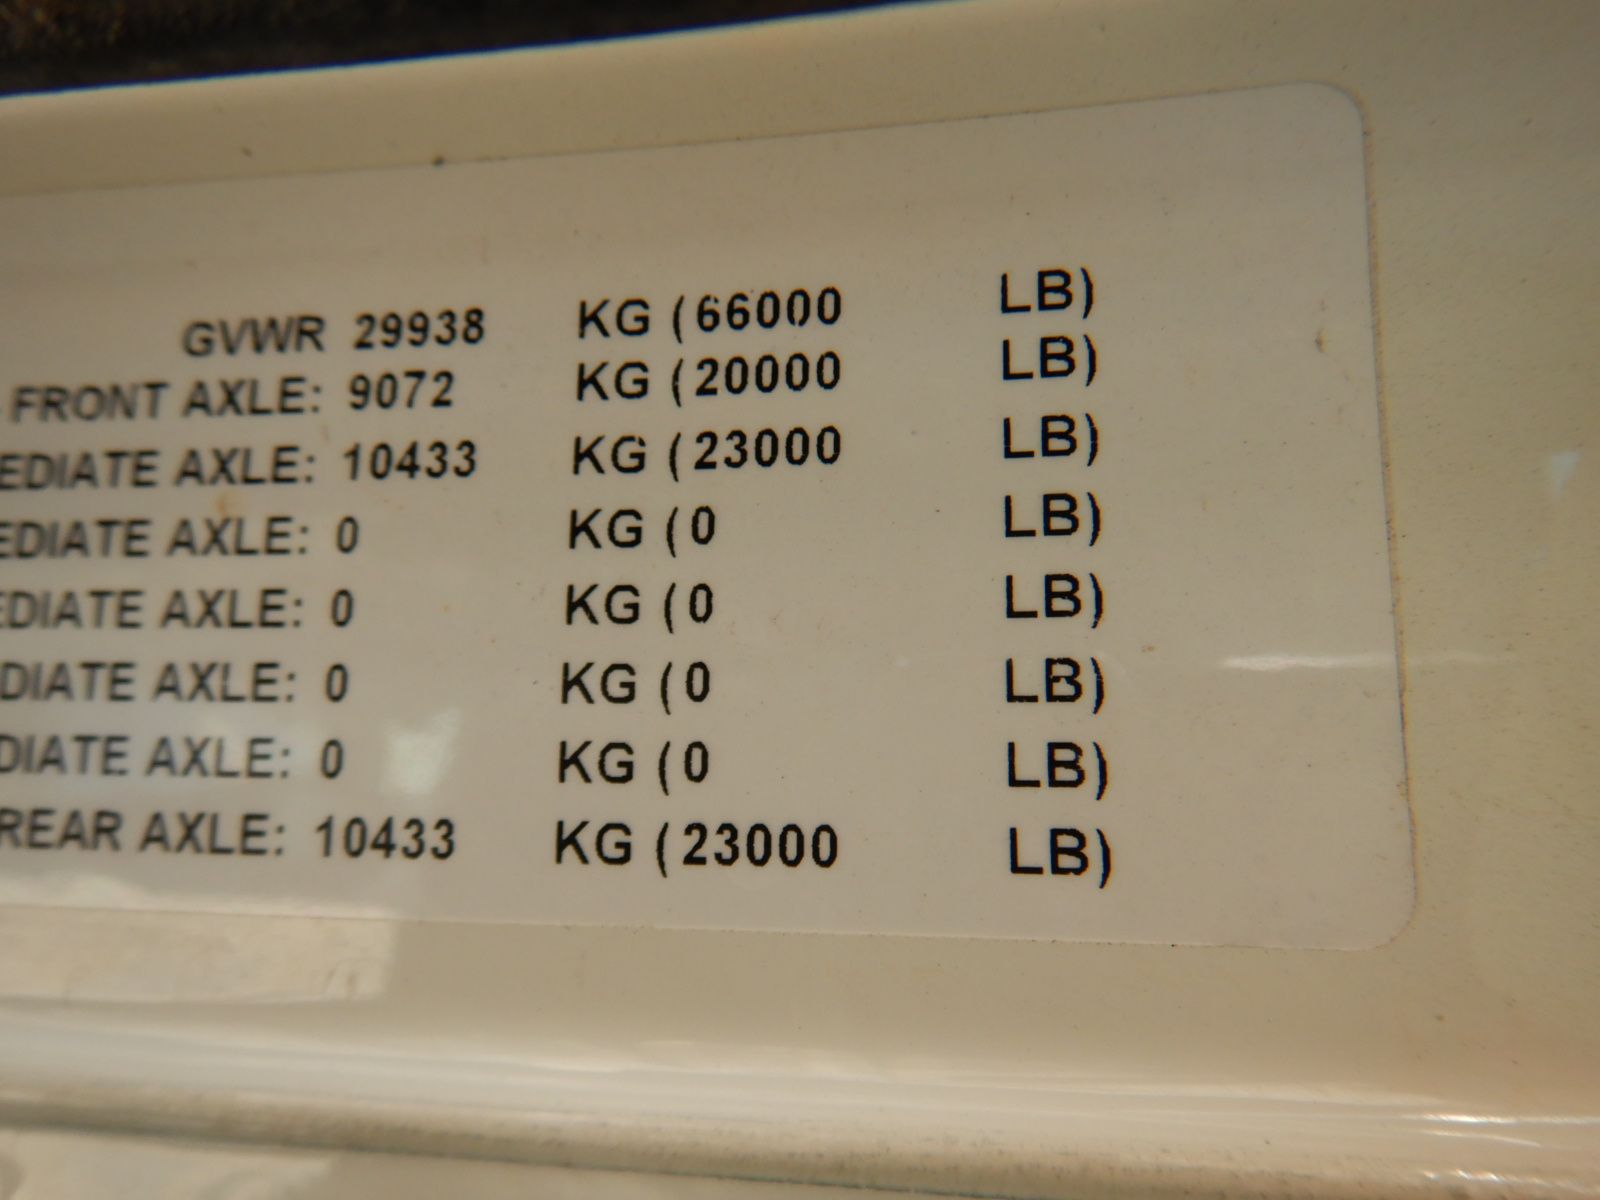 GVWR 29938 KG (66000 LB)
FRONT AXLE: 9072 KG (20000 LB)
EDIATE AXLE: 10433 KG (23000 LB)
EDIATE AXLE: 0 KG (0 LB)
EDIATE AXLE: 0 KG (0 LB)
DIATE AXLE: 0 KG (0 LB)
DIATE AXLE: 0 KG (0 LB)
REAR AXLE: 10433 KG (23000 LB)